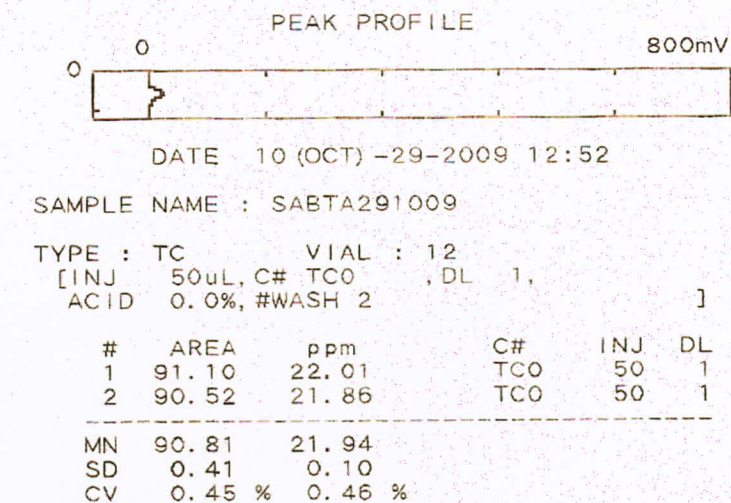 PEAK PROFILE
0 800mV
0
DATE 10(OCT)-29-2009 12:52
SAMPLE NAME : SABTA291009
TYPE : TC VIAL : 12
[INJ 50uL, C# TC0 , DL 1,
ACID 0.0%, #WASH 2 ]
# AREA ppm C# INJ DL
1 91.10 22.01 TC0 50 1
2 90.52 21.86 TC0 50 1
MN 90.81 21.94
SD 0.41 0.10
CV 0.45 % 0.46 %